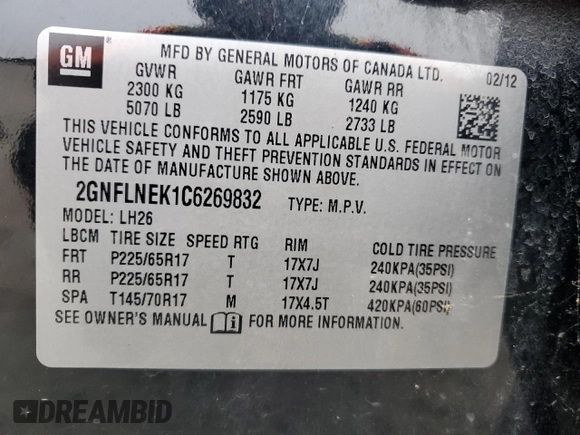 GM
MFD BY GENERAL MOTORS OF CANADA LTD.
02/12
GVWR GAWR FRT GAWR RR
2300 KG 1175 KG 1240 KG
5070 LB 2590 LB 2733 LB
THIS VEHICLE CONFORMS TO ALL APPLICABLE U.S. FEDERAL MOTOR
VEHICLE SAFETY AND THEFT PREVENTION STANDARDS IN EFFECT ON
THE DATE OF MANUFACTURE SHOWN ABOVE.
2GNFLNEK1C6269832 TYPE: M.P.V.
MODEL: LH26
LBCM TIRE SIZE SPEED RTG RIM COLD TIRE PRESSURE
FRT P225/65R17 T 17X7J 240KPA(35PSI)
RR P225/65R17 T 17X7J 240KPA(35PSI)
SPA T145/70R17 M 17X4.5T 420KPA(60PSI)
SEE OWNER'S MANUAL FOR MORE INFORMATION.
DREAMBID